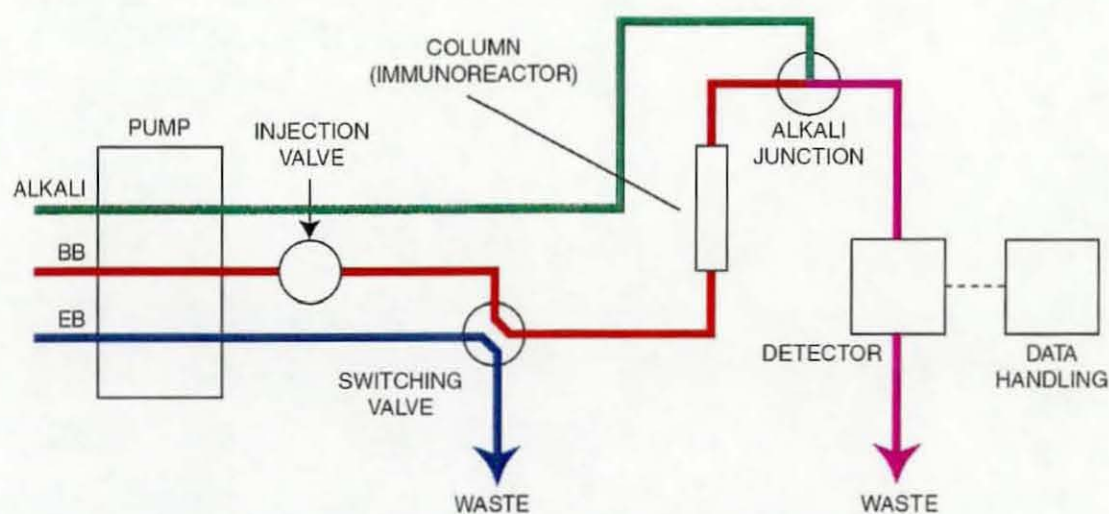 COLUMN
(IMMUNOREACTOR)
PUMP
INJECTION
VALVE
ALKALI
JUNCTION
ALKALI
BB
EB
SWITCHING
VALVE
DETECTOR
DATA
HANDLING
WASTE
WASTE